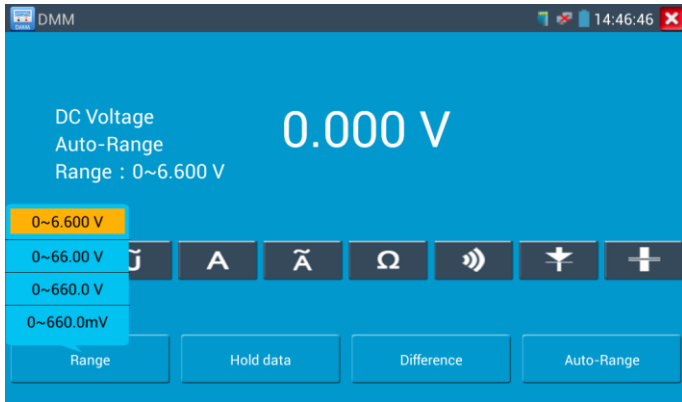 DMM
DMM
14:46:46
DC Voltage
Auto-Range
Range : 0~6.600 V
0.000 V
0~6.600 V
0~66.00 V
0~660.0 V
0~660.0mV
Ũ
A
Ã
Ω
Range
Hold data
Difference
Auto-Range